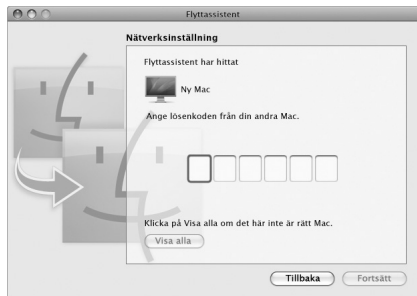 Flyttassistent
Nätverksinställning
Flyttassistent har hittat
Ny Mac
Ange lösenkoden från din andra Mac.
Klicka på Visa alla om det här inte är rätt Mac.
Visa alla
Tillbaka
Fortsätt